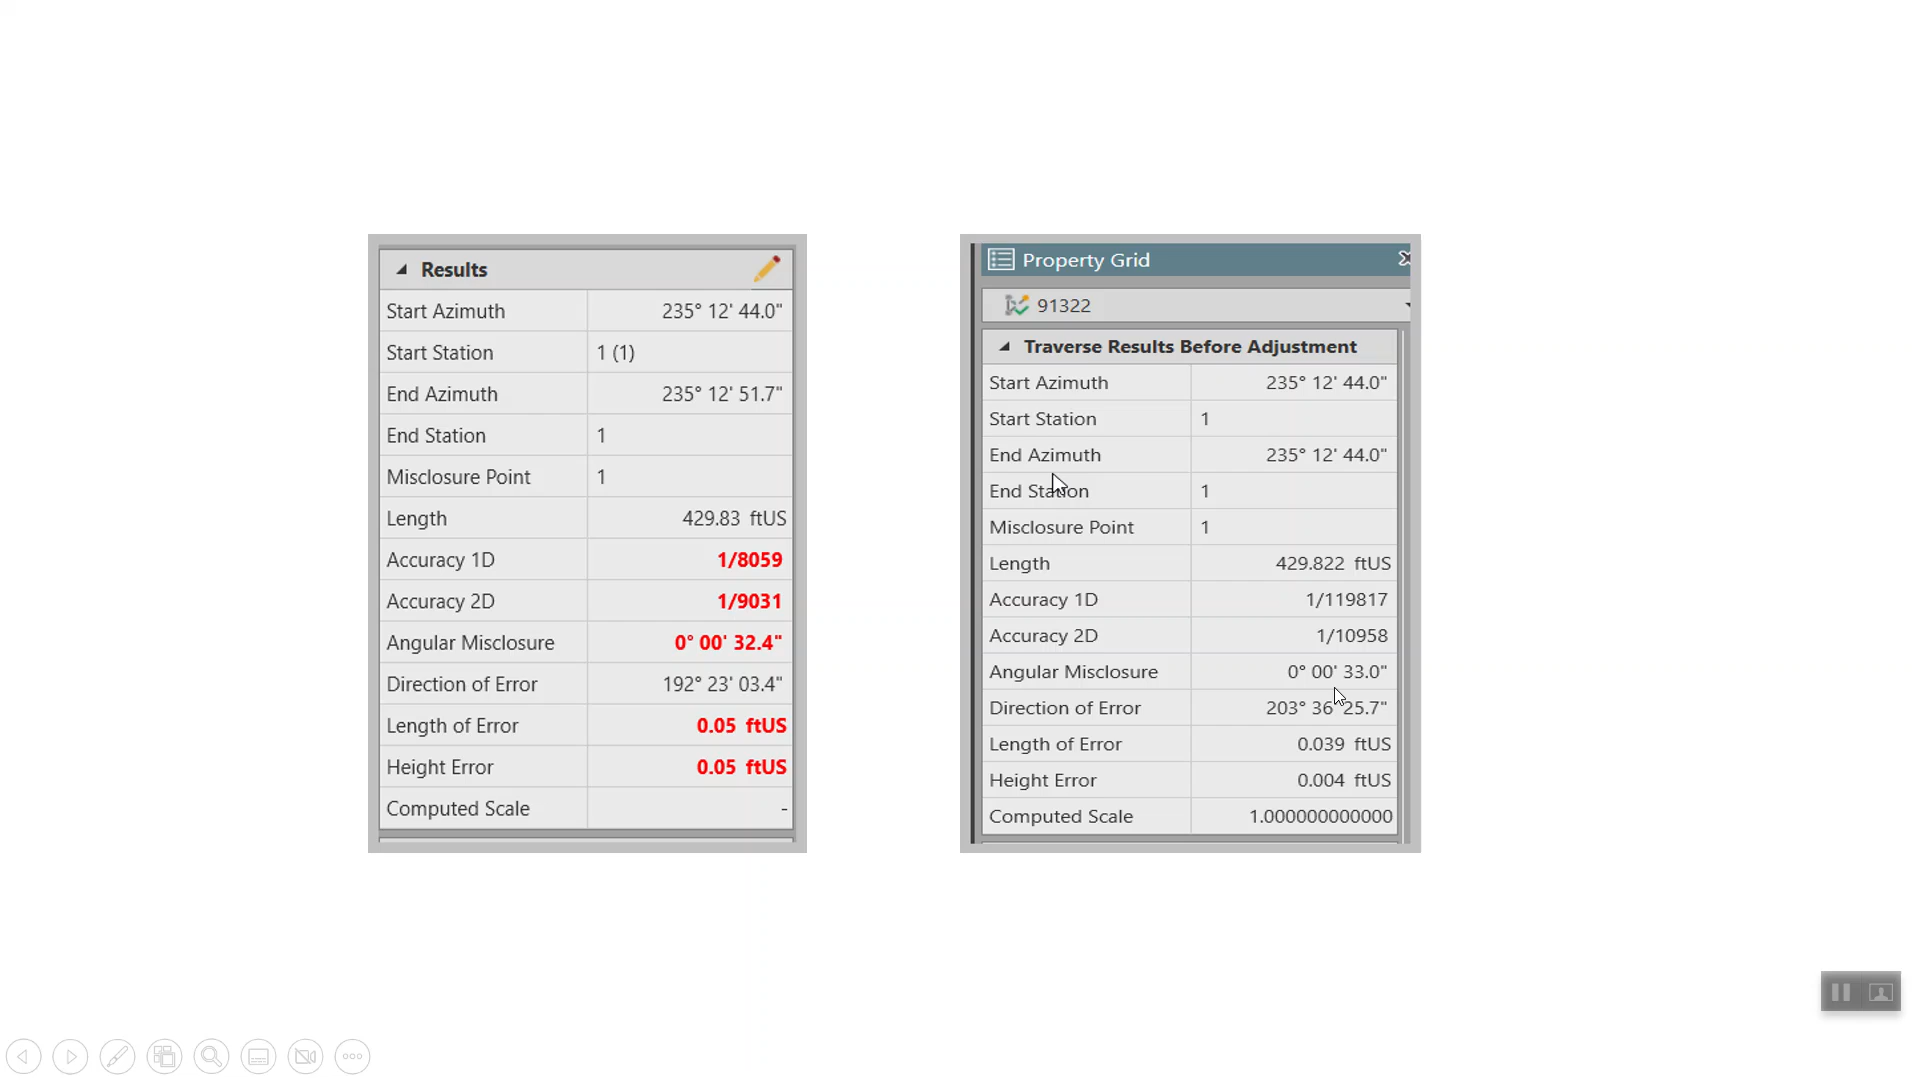 Results
Start Azimuth 235° 12' 44.0"
Start Station 1 (1)
End Azimuth 235° 12' 51.7"
End Station 1
Misclosure Point 1
Length 429.83 ftUS
Accuracy 1D 1/8059
Accuracy 2D 1/9031
Angular Misclosure 0° 00' 32.4"
Direction of Error 192° 23' 03.4"
Length of Error 0.05 ftUS
Height Error 0.05 ftUS
Computed Scale -
Property Grid
91322
Traverse Results Before Adjustment
Start Azimuth 235° 12' 44.0"
Start Station 1
End Azimuth 235° 12' 44.0"
End Station 1
Misclosure Point 1
Length 429.822 ftUS
Accuracy 1D 1/119817
Accuracy 2D 1/10958
Angular Misclosure 0° 00' 33.0"
Direction of Error 203° 36' 25.7"
Length of Error 0.039 ftUS
Height Error 0.004 ftUS
Computed Scale 1.000000000000